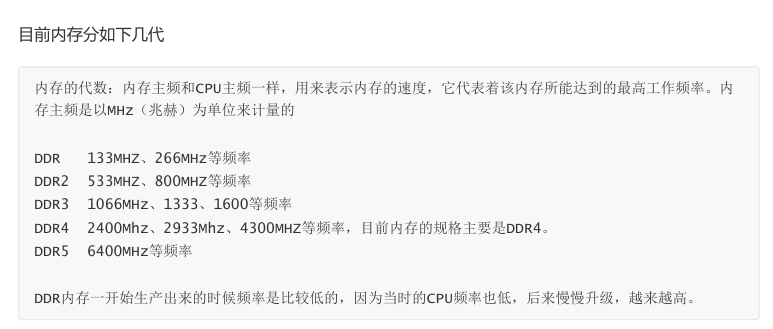 目前内存分如下几代
内存的代数：内存主频和CPU主频一样，用来表示内存的速度，它代表着该内存所能达到的最高工作频率。内
存主频是以MHz（兆赫）为单位来计量的
DDR 133MHZ、266MHz等频率
DDR2 533MHz、800MHz等频率
DDR3 1066MHz、1333、1600等频率
DDR4 2400Mhz、2933Mhz、4300MHZ等频率，目前内存的规格主要是DDR4。
DDR5 6400MHz等频率
DDR内存一开始生产出来的时候频率是比较低的，因为当时的CPU频率也低，后来慢慢升级，越来越高。